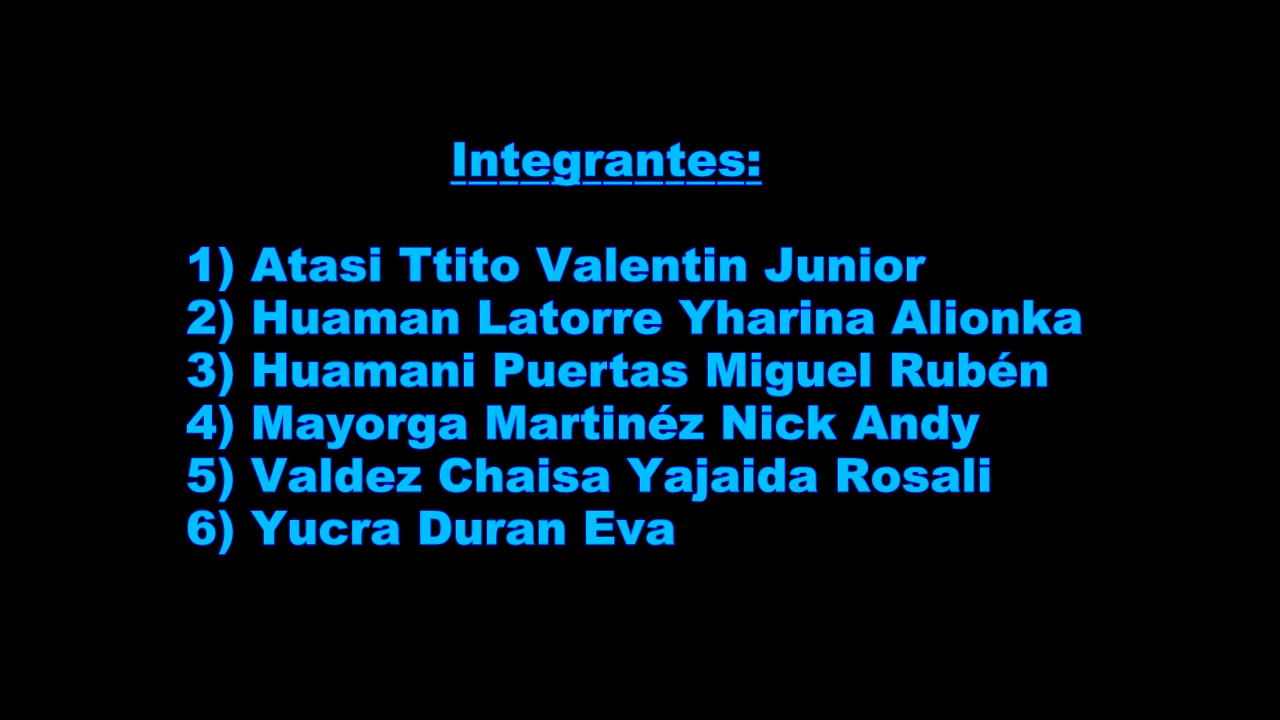 Integrantes:
1) Atasi Ttito Valentin Junior
2) Huaman Latorre Yharina Alionka
3) Huamani Puertas Miguel Rubén
4) Mayorga Martinéz Nick Andy
5) Valdez Chaisa Yajaida Rosali
6) Yucra Duran Eva